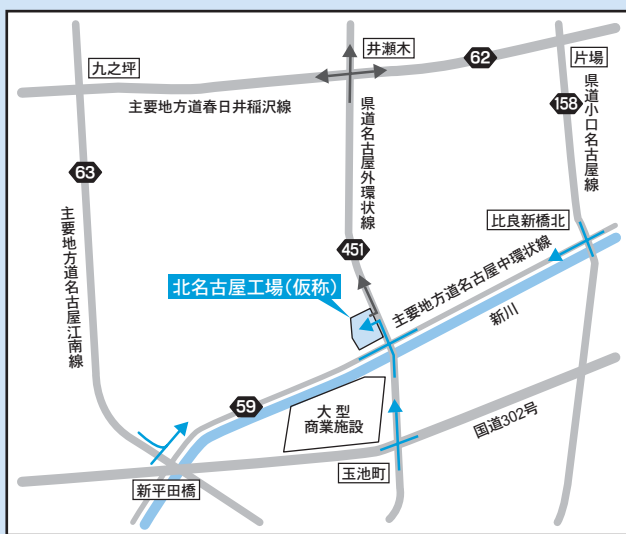 井瀬木
62
片場
九之坪
主要地方道春日井稲沢線
158
県道小口名古屋線
県道名古屋外環状線
63
主要地方道名古屋江南線
比良新橋北
451
主要地方道名古屋中環状線
北名古屋工場(仮称)
新川
59
大型
商業施設
国道302号
玉池町
新平田橋